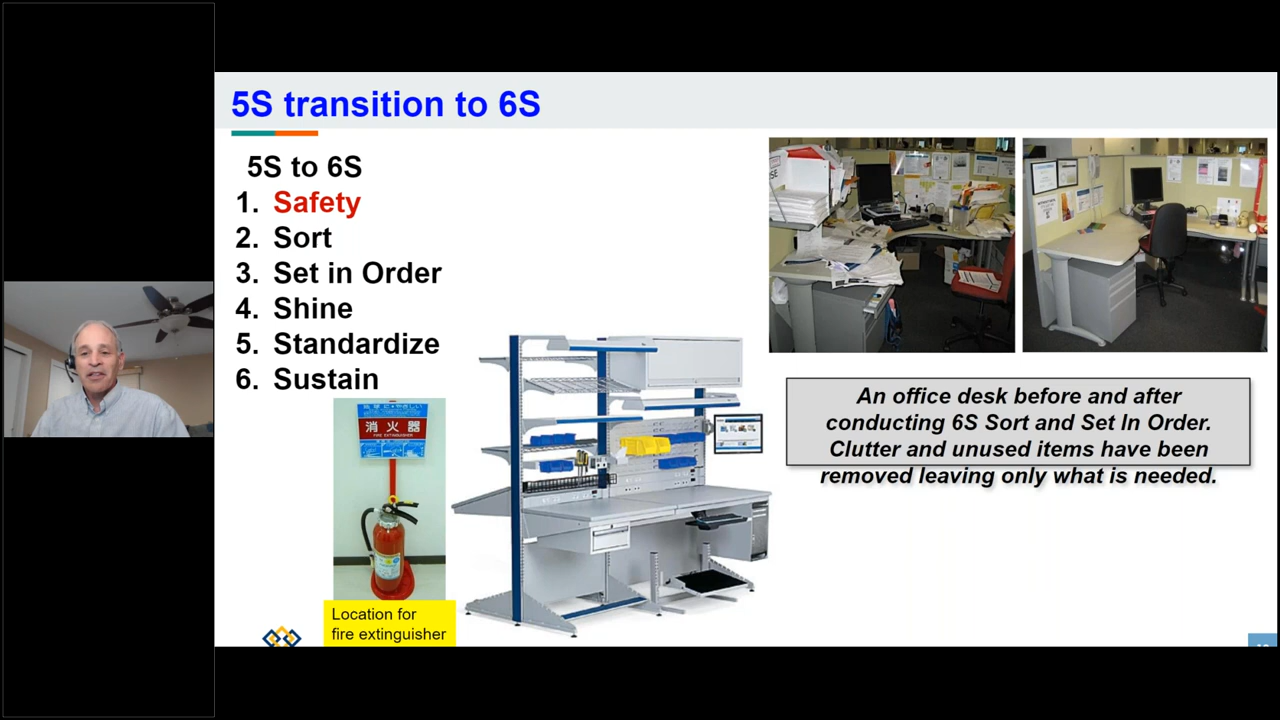 5S transition to 6S
5S to 6S
1. Safety
2. Sort
3. Set in Order
4. Shine
5. Standardize
6. Sustain
消火器
FIRE EXTINGUISHER
Location for
fire extinguisher
An office desk before and after
conducting 6S Sort and Set In Order.
Clutter and unused items have been
removed leaving only what is needed.